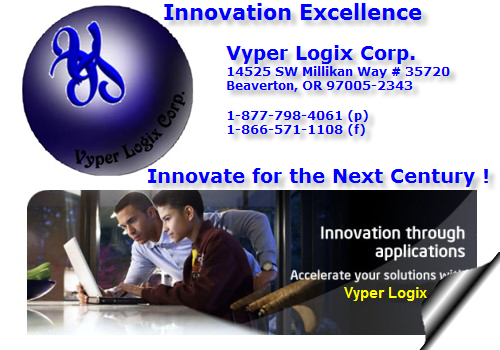 Innovation Excellence
Vyper Logix Corp.
14525 SW Millikan Way # 35720
Beaverton, OR 97005-2343
1-877-798-4061 (p)
1-866-571-1108 (f)
Vyper Logix Corp.
Innovate for the Next Century !
Innovation through
applications
Accelerate your solutions with
Vyper Logix